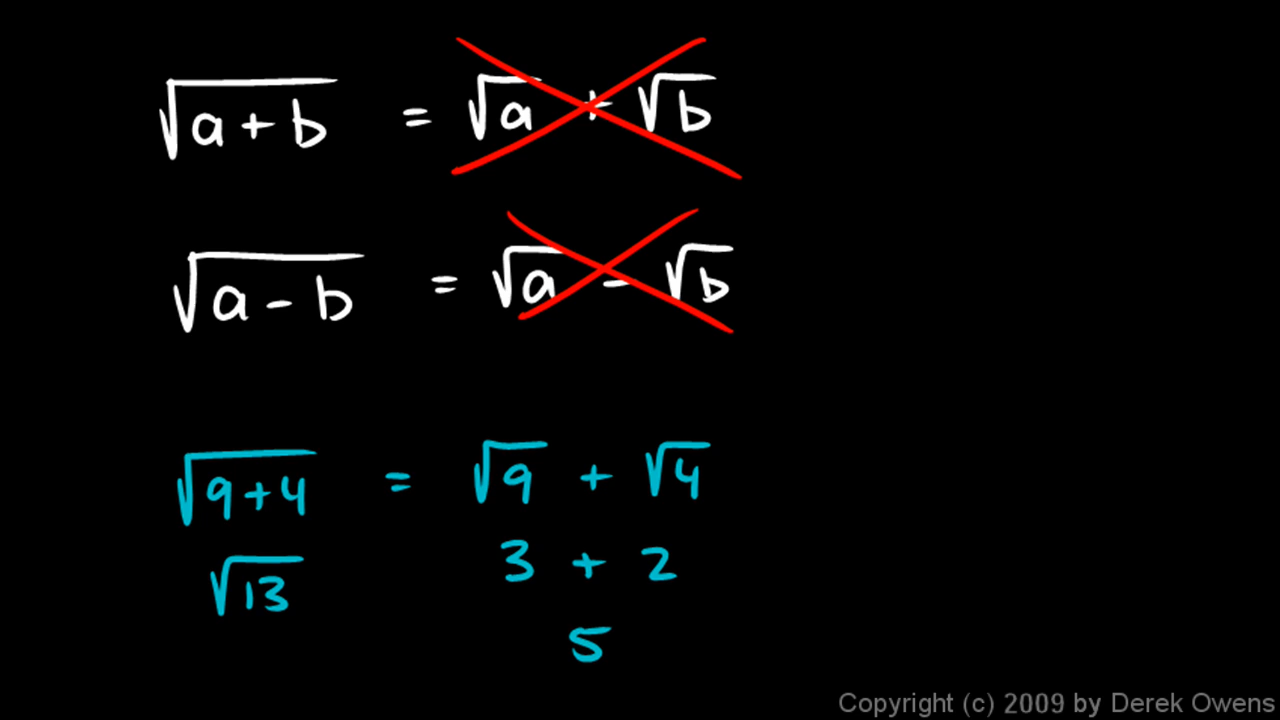 √(a + b) = √a + √b
√(a - b) = √a - √b
√(9 + 4) = √9 + √4
√13 3 + 2
5
Copyright (c) 2009 by Derek Owens